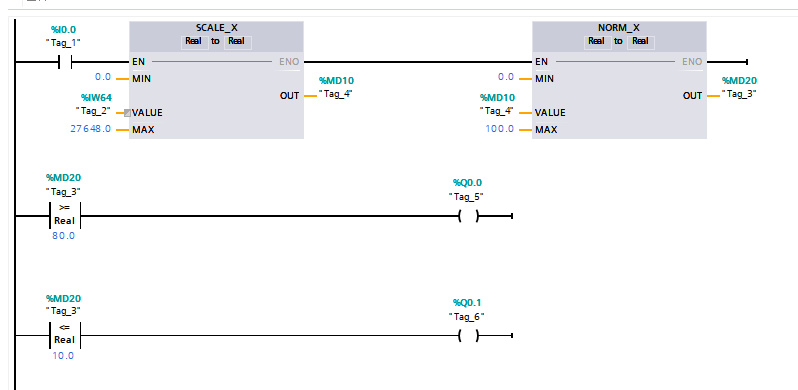 %I0.0
"Tag_1"
SCALE_X
Real to Real
EN
ENO
0.0
MIN
%IW64
"Tag_2"
VALUE
27648.0
MAX
OUT
%MD10
"Tag_4"
NORM_X
Real to Real
EN
ENO
0.0
MIN
%MD10
"Tag_4"
VALUE
100.0
MAX
OUT
%MD20
"Tag_3"
%MD20
"Tag_3"
>=
Real
80.0
%Q0.0
"Tag_5"
%MD20
"Tag_3"
<=
Real
10.0
%Q0.1
"Tag_6"